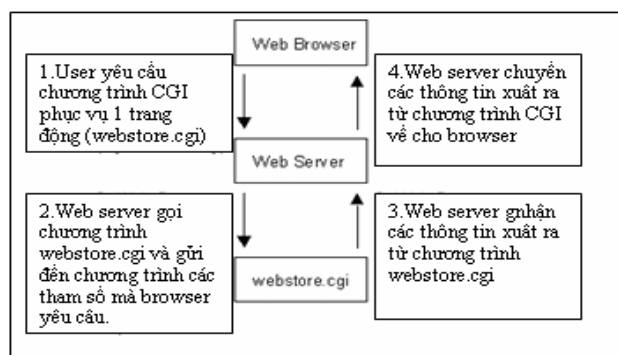 Web Browser
1.User yêu cầu
chương trình CGI
phục vụ 1 trang
động (webstore.cgi)
4.Web server chuyển
các thông tin xuất ra
từ chương trình CGI
về cho browser
Web Server
2.Web server gọi
chương trình
webstore.cgi và gửi
đến chương trình các
tham số mà browser
yêu cầu.
3.Web server gnhận
các thông tin xuất ra
từ chương trình
webstore.cgi
webstore.cgi